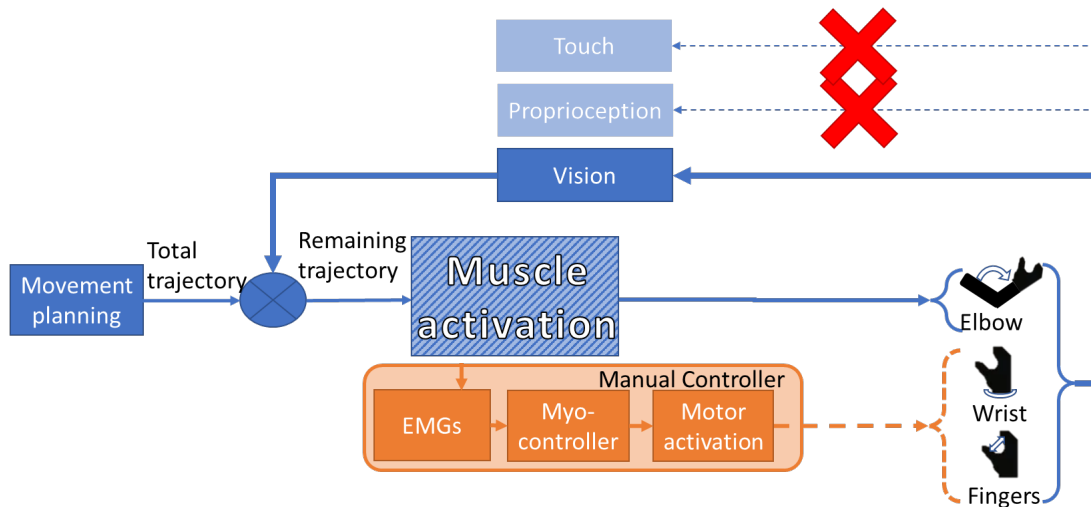 Touch
Proprioception
Vision
Total
trajectory
Remaining
trajectory
Movement
planning
Muscle
activation
Elbow
Manual Controller
EMGs
Myo-
controller
Motor
activation
Wrist
Fingers